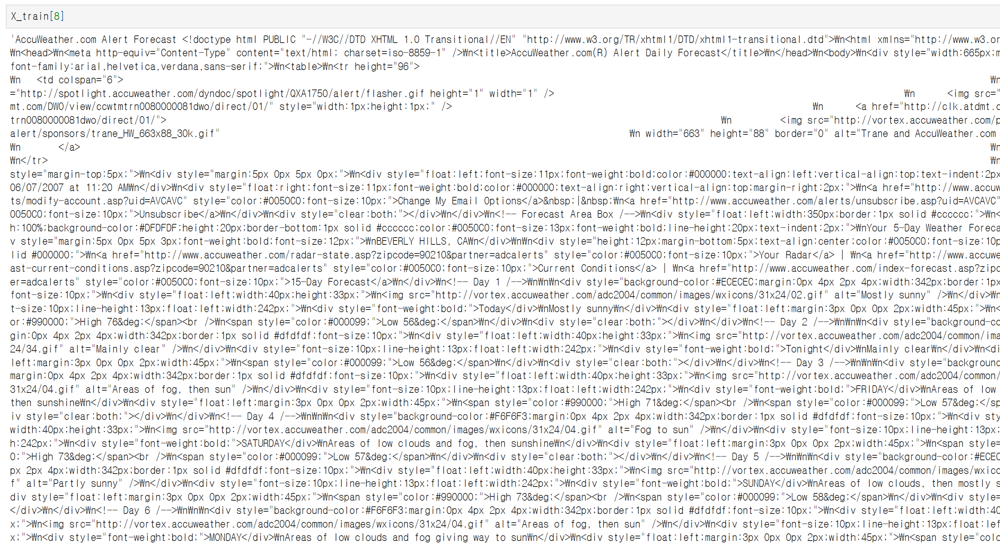 X_train[8]
'AccuWeather.com Alert Forecast <!doctype html PUBLIC "-//W3C//DTD XHTML 1.0 Transitional//EN" "http://www.w3.org/TR/xhtml1/DTD/xhtml1-transitional.dtd">₩n<html xmlns="http://www.w3.or
₩n<head>₩n<meta http-equiv="Content-Type" content="text/html; charset=iso-8859-1" />₩n<title>AccuWeather.com(R) Alert Daily Forecast</title>₩n</head>₩n<body>₩n<div style="width:665px;m
font-family:arial,helvetica,verdana,sans-serif;">₩n<table>₩n<tr height="96">
₩n   <td colspan="6"> ₩n
="http://spotlight.accuweather.com/dyndoc/spotlight/QXA1750/alert/flasher.gif height="1" width="1" /> ₩n      <img src="
mt.com/DWO/view/ccwtmtrn0080000081dwo/direct/01/" style="width:1px;height:1px;" /> ₩n      <a href="http://clk.atdmt.c
trn0080000081dwo/direct/01/"> ₩n         <img src="http://vortex.accuweather.com/p
alert/sponsors/trane_HW_663x88_30k.gif" ₩n width="663" height="88" border="0" alt="Trane and AccuWeather.com
₩n       </a> ₩n
₩n</tr> ₩n
style="margin-top:5px;">₩n<div style="margin:5px 0px 5px 0px;">₩n<div style="float:left;font-size:11px;font-weight:bold;color:#000000;text-align:left;vertical-align:top;text-indent:2px
06/07/2007 at 11:20 AM₩n</div>₩n<div style="float:right;font-size:11px;font-weight:bold;color:#000000;text-align:right;vertical-align:top;margin-right:2px;">₩n<a href="http://www.accuw
ts/modify-account.asp?uid=AVCAVC" style="color:#0050C0;font-size:10px;">Change My Email Options</a>&nbsp;|&nbsp;₩n<a href="http://www.accuweather.com/alerts/unsubscribe.asp?uid=AVCAVC"
0050C0;font-size:10px;">Unsubscribe</a>₩n</div>₩n<div style="clear:both;"></div>₩n</div>₩n<!-- Forecast Area Box /-->₩n<div style="float:left;width:350px;border:1px solid #cccccc;">₩n<
h:100%;background-color:#DFDFDF;height:20px;border-bottom:1px solid #cccccc;color:#0050C0;font-size:13px;font-weight:bold;line-height:20px;text-indent:2px;">₩nYour 5-Day Weather Foreca
v style="margin:5px 0px 5px 3px;font-weight:bold;font-size:12px;">₩nBEVERLY HILLS, CA₩n</div>₩n₩n<div style="height:12px;margin-bottom:5px;text-align:center;color:#0050C0;font-size:10p
lid #000000;">₩n<a href="http://www.accuweather.com/radar-state.asp?zipcode=90210&partner=adcalerts" style="color:#0050C0;font-size:10px;">Your Radar</a> | ₩n<a href="http://www.accuwe
ast-current-conditions.asp?zipcode=90210&partner=adcalerts" style="color:#0050C0;font-size:10px;">Current Conditions</a> | ₩n<a href="http://www.accuweather.com/index-forecast.asp?zipc
er=adcalerts" style="color:#0050C0;font-size:10px;">15-Day Forecast</a>₩n</div>₩n<!-- Day 1 /-->₩n₩n₩n<div style="background-color:#ECECEC;margin:0px 4px 2px 4px;width:342px;border:1px
font-size:10px;">₩n<div style="float:left;width:40px;height:33px;">₩n<img src="http://vortex.accuweather.com/adc2004/common/images/wxicons/31x24/02.gif" alt="Mostly sunny" />₩n</div>₩n
t-size:10px;line-height:13px;float:left;width:242px;">₩n<div style="font-weight:bold;">Today</div>₩nMostly sunny₩n</div>₩n<div style="float:left;margin:3px 0px 0px 2px;width:45px;">₩n<
or:#990000;">High 76&deg;</span><br />₩n<span style="color:#000099;">Low 56&deg;</span>₩n</div>₩n<div style="clear:both;"></div>₩n</div>₩n<!-- Day 2 /-->₩n₩n₩n<div style="background-co
gin:0px 4px 2px 4px;width:342px;border:1px solid #dfdfdf;font-size:10px;">₩n<div style="float:left;width:40px;height:33px;">₩n<img src="http://vortex.accuweather.com/adc2004/common/ima
24/34.gif" alt="Mainly clear" />₩n</div>₩n<div style="font-size:10px;line-height:13px;float:left;width:242px;">₩n<div style="font-weight:bold;">Tonight</div>₩nMainly clear₩n</div>₩n<di
left;margin:3px 0px 0px 2px;width:45px;">₩n<span style="color:#000099;">Low 56&deg;</span>₩n</div>₩n<div style="clear:both;"></div>₩n</div>₩n<!-- Day 3 /-->₩n₩n₩n<div style="background
margin:0px 4px 2px 4px;width:342px;border:1px solid #dfdfdf;font-size:10px;">₩n<div style="float:left;width:40px;height:33px;">₩n<img src="http://vortex.accuweather.com/adc2004/common/
31x24/04.gif" alt="Areas of fog, then sun" />₩n</div>₩n<div style="font-size:10px;line-height:13px;float:left;width:242px;">₩n<div style="font-weight:bold;">FRIDAY</div>₩nAreas of low
then sunshine₩n</div>₩n<div style="float:left;margin:3px 0px 0px 2px;width:45px;">₩n<span style="color:#990000;">High 71&deg;</span><br />₩n<span style="color:#000099;">Low 57&deg;</sp
iv style="clear:both;"></div>₩n</div>₩n<!-- Day 4 /-->₩n₩n₩n<div style="background-color:#F6F6F3;margin:0px 4px 2px 4px;width:342px;border:1px solid #dfdfdf;font-size:10px;">₩n<div sty
width:40px;height:33px;">₩n<img src="http://vortex.accuweather.com/adc2004/common/images/wxicons/31x24/04.gif" alt="Fog to sun" />₩n</div>₩n<div style="font-size:10px;line-height:13px;
h:242px;">₩n<div style="font-weight:bold;">SATURDAY</div>₩nAreas of low clouds and fog, then sunshine₩n</div>₩n<div style="float:left;margin:3px 0px 0px 2px;width:45px;">₩n<span style=
0;">High 73&deg;</span><br />₩n<span style="color:#000099;">Low 57&deg;</span>₩n</div>₩n<div style="clear:both;"></div>₩n</div>₩n<!-- Day 5 /-->₩n₩n₩n<div style="background-color:#ECEC
px 2px 4px;width:342px;border:1px solid #dfdfdf;font-size:10px;">₩n<div style="float:left;width:40px;height:33px;">₩n<img src="http://vortex.accuweather.com/adc2004/common/images/wxico
f" alt="Partly sunny" />₩n</div>₩n<div style="font-size:10px;line-height:13px;float:left;width:242px;">₩n<div style="font-weight:bold;">SUNDAY</div>₩nAreas of low clouds, then mostly s
div style="float:left;margin:3px 0px 0px 2px;width:45px;">₩n<span style="color:#990000;">High 73&deg;</span><br />₩n<span style="color:#000099;">Low 58&deg;</span>₩n</div>₩n<div style=
</div>₩n</div>₩n<!-- Day 6 /-->₩n₩n₩n<div style="background-color:#F6F6F3;margin:0px 4px 2px 4px;width:342px;border:1px solid #dfdfdf;font-size:10px;">₩n<div style="float:left;width:40
x;">₩n<img src="http://vortex.accuweather.com/adc2004/common/images/wxicons/31x24/04.gif" alt="Areas of fog, then sun" />₩n</div>₩n<div style="font-size:10px;line-height:13px;float:lef
x;">₩n<div style="font-weight:bold;">MONDAY</div>₩nAreas of low clouds and fog giving way to sun₩n</div>₩n<div style="float:left;margin:3px 0px 0px 2px;width:45px;">₩n<span style="colo